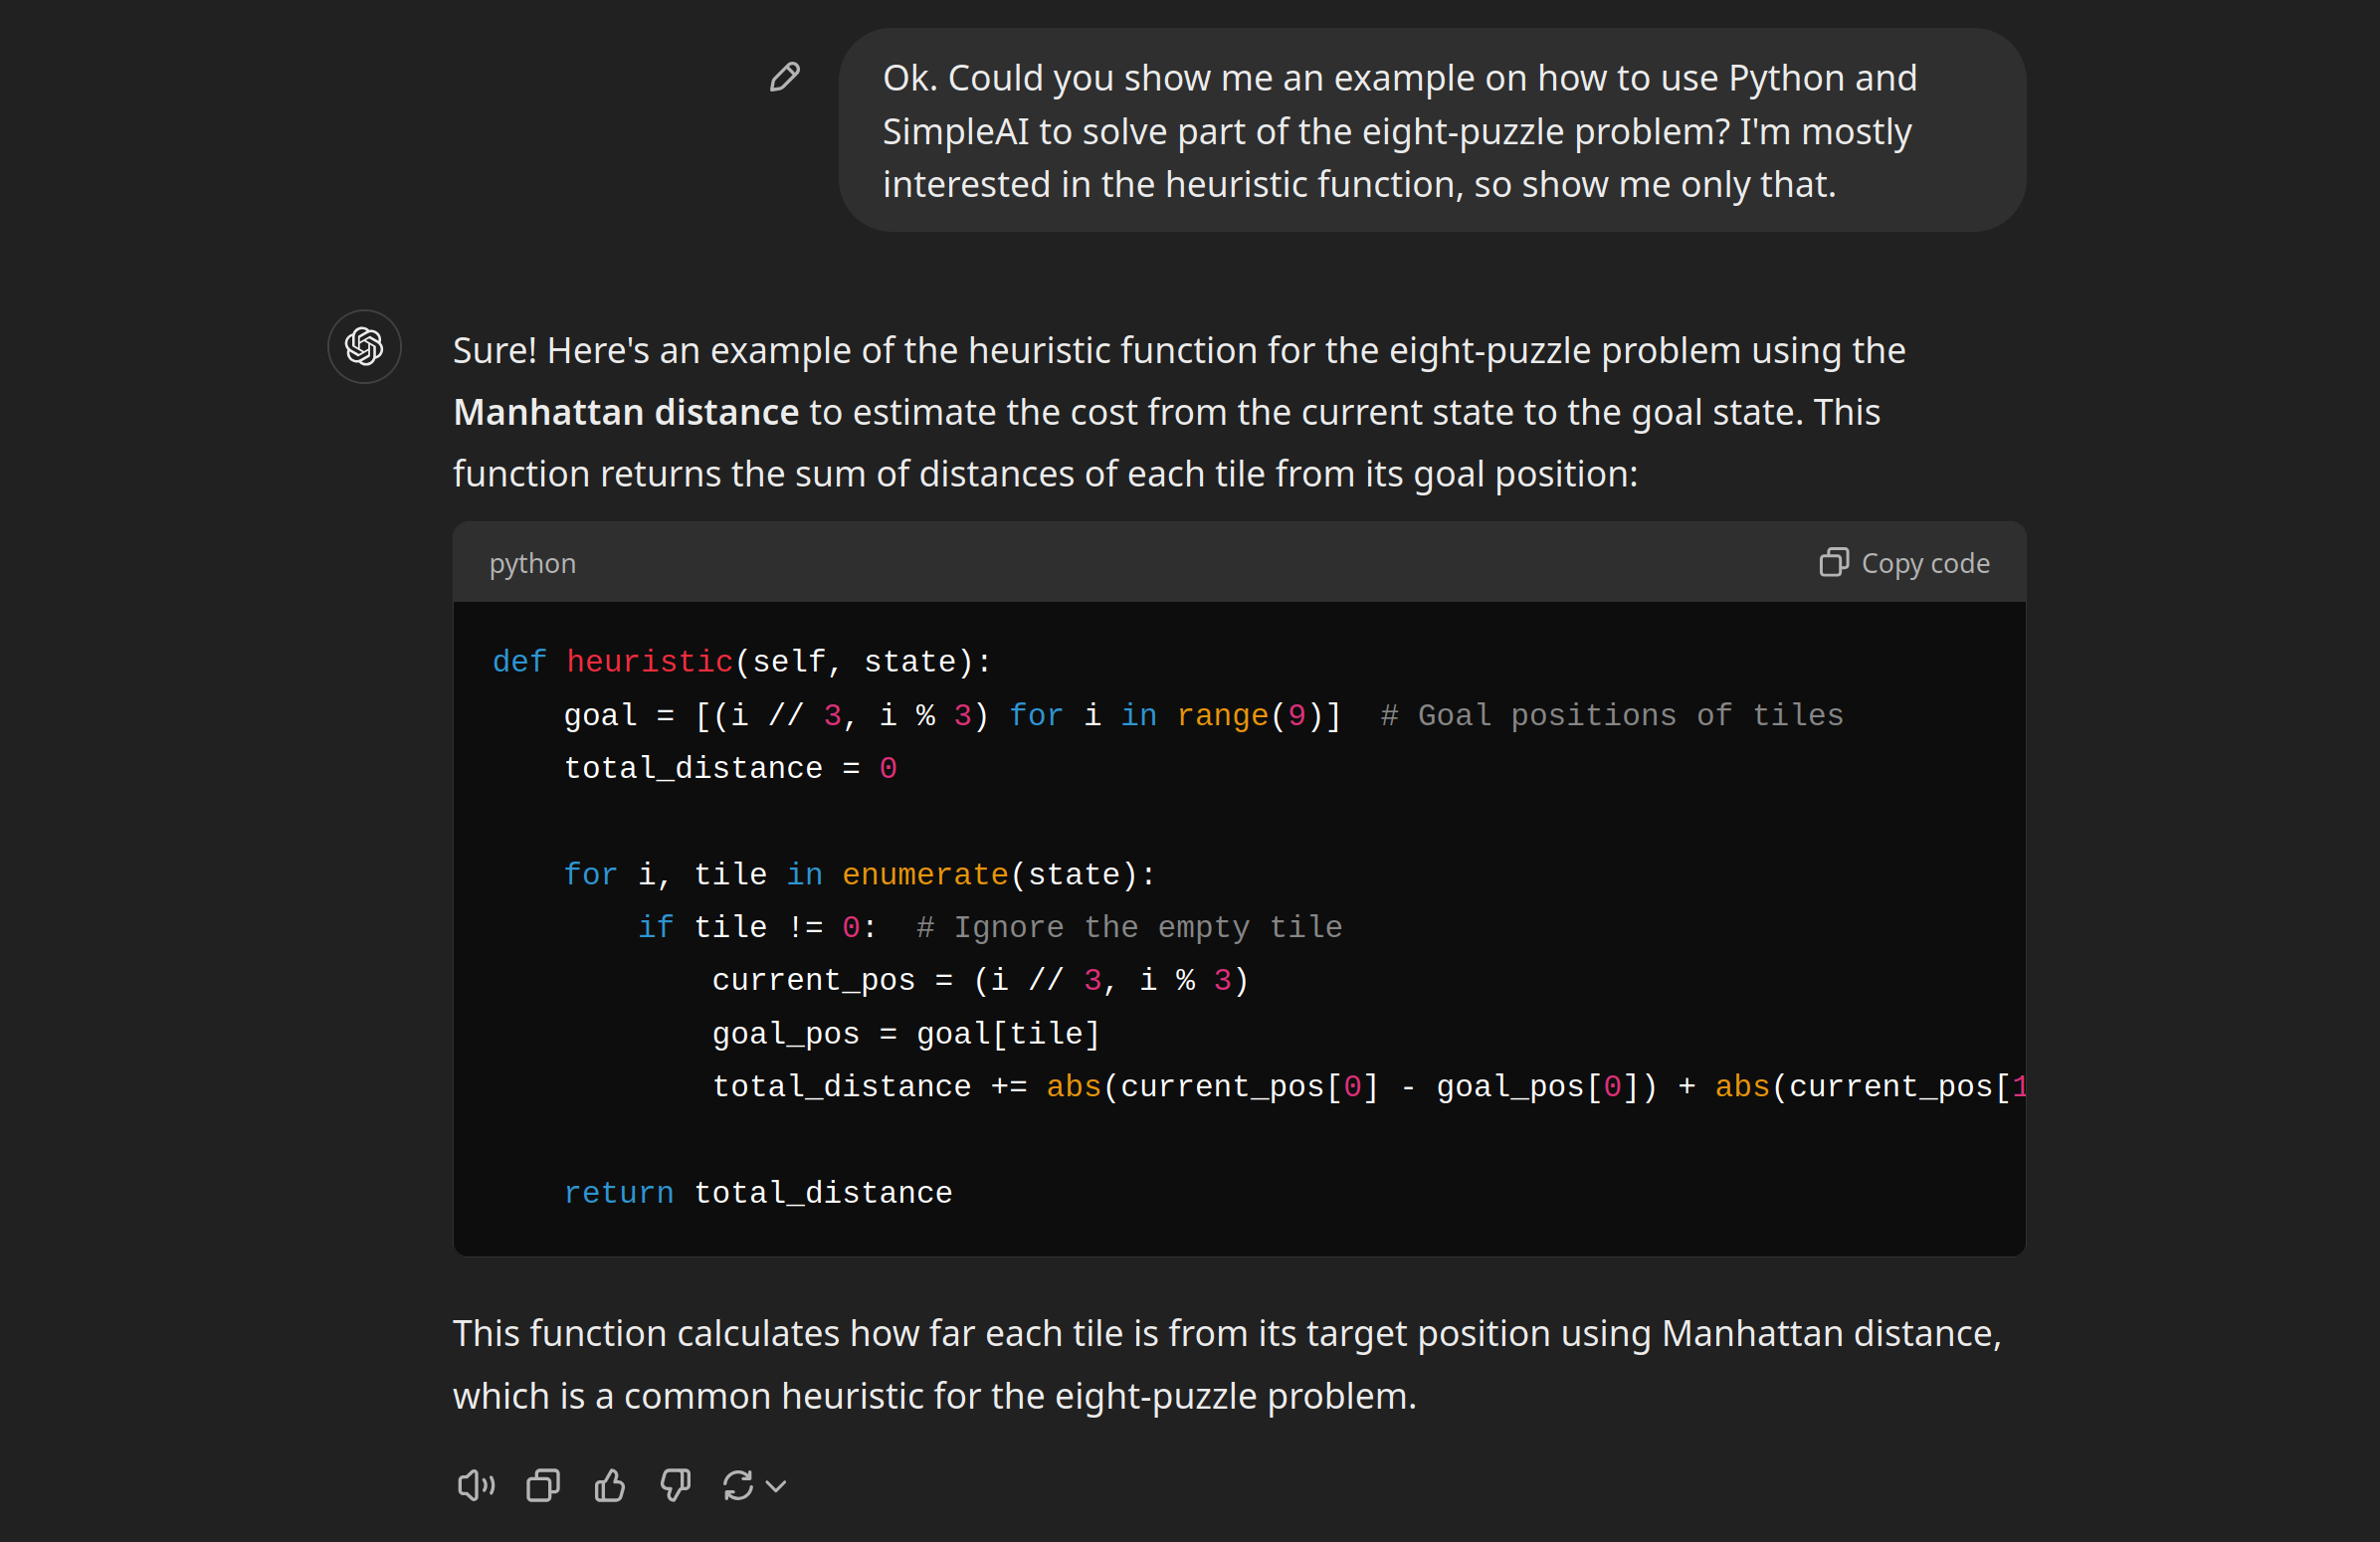 Ok. Could you show me an example on how to use Python and
SimpleAI to solve part of the eight-puzzle problem? I'm mostly
interested in the heuristic function, so show me only that.
Sure! Here's an example of the heuristic function for the eight-puzzle problem using the
Manhattan distance to estimate the cost from the current state to the goal state. This
function returns the sum of distances of each tile from its goal position:
python
Copy code
def heuristic(self, state):
    goal = [(i // 3, i % 3) for i in range(9)]  # Goal positions of tiles
    total_distance = 0
    for i, tile in enumerate(state):
        if tile != 0:  # Ignore the empty tile
            current_pos = (i // 3, i % 3)
            goal_pos = goal[tile]
            total_distance += abs(current_pos[0] - goal_pos[0]) + abs(current_pos[1
    return total_distance
This function calculates how far each tile is from its target position using Manhattan distance,
which is a common heuristic for the eight-puzzle problem.